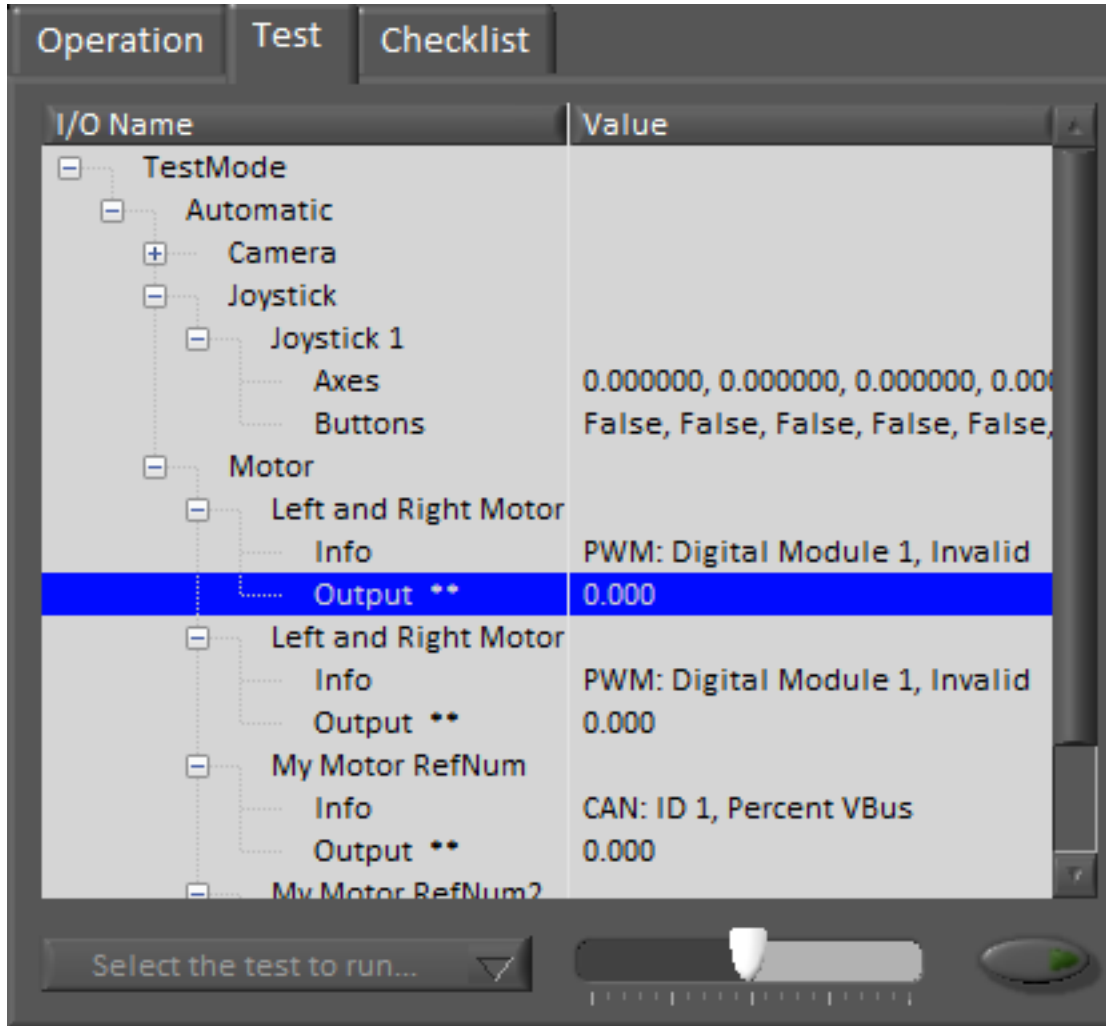 Operation Test Checklist
I/O Name Value
TestMode
Automatic
Camera
Joystick
Joystick 1
Axes 0.000000, 0.000000, 0.000000, 0.000
Buttons False, False, False, False, False,
Motor
Left and Right Motor
Info PWM: Digital Module 1, Invalid
Output ** 0.000
Left and Right Motor
Info PWM: Digital Module 1, Invalid
Output ** 0.000
My Motor RefNum
Info CAN: ID 1, Percent VBus
Output ** 0.000
My Motor RefNum2
Select the test to run...